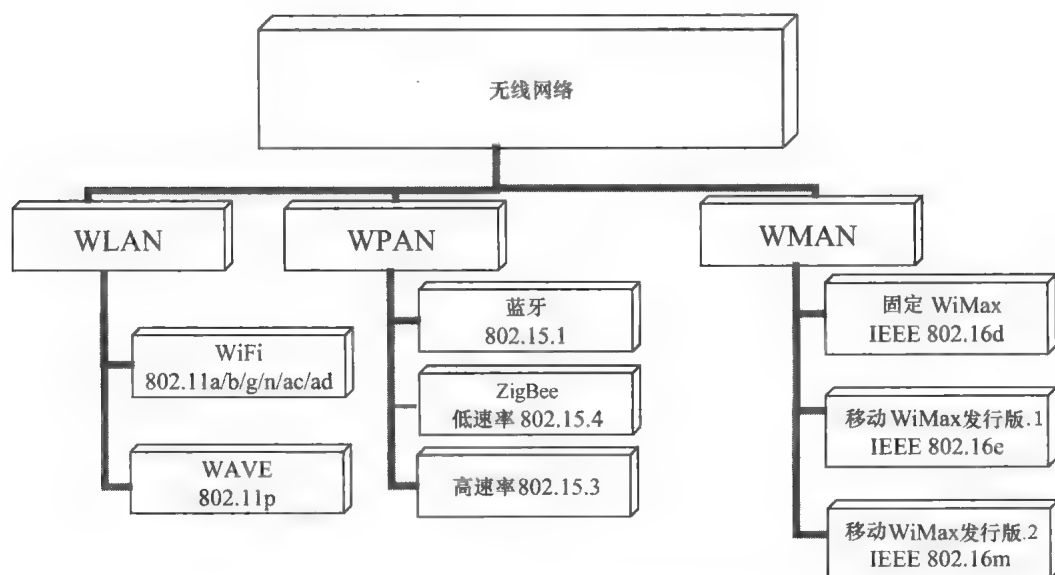 无线网络
WLAN
WPAN
WMAN
WiFi
802.11a/b/g/n/ac/ad
WAVE
802.11p
蓝牙
802.15.1
ZigBee
低速率 802.15.4
高速率802.15.3
固定 WiMax
IEEE 802.16d
移动WiMax发行版.1
IEEE 802.16e
移动WiMax发行版.2
IEEE 802.16m